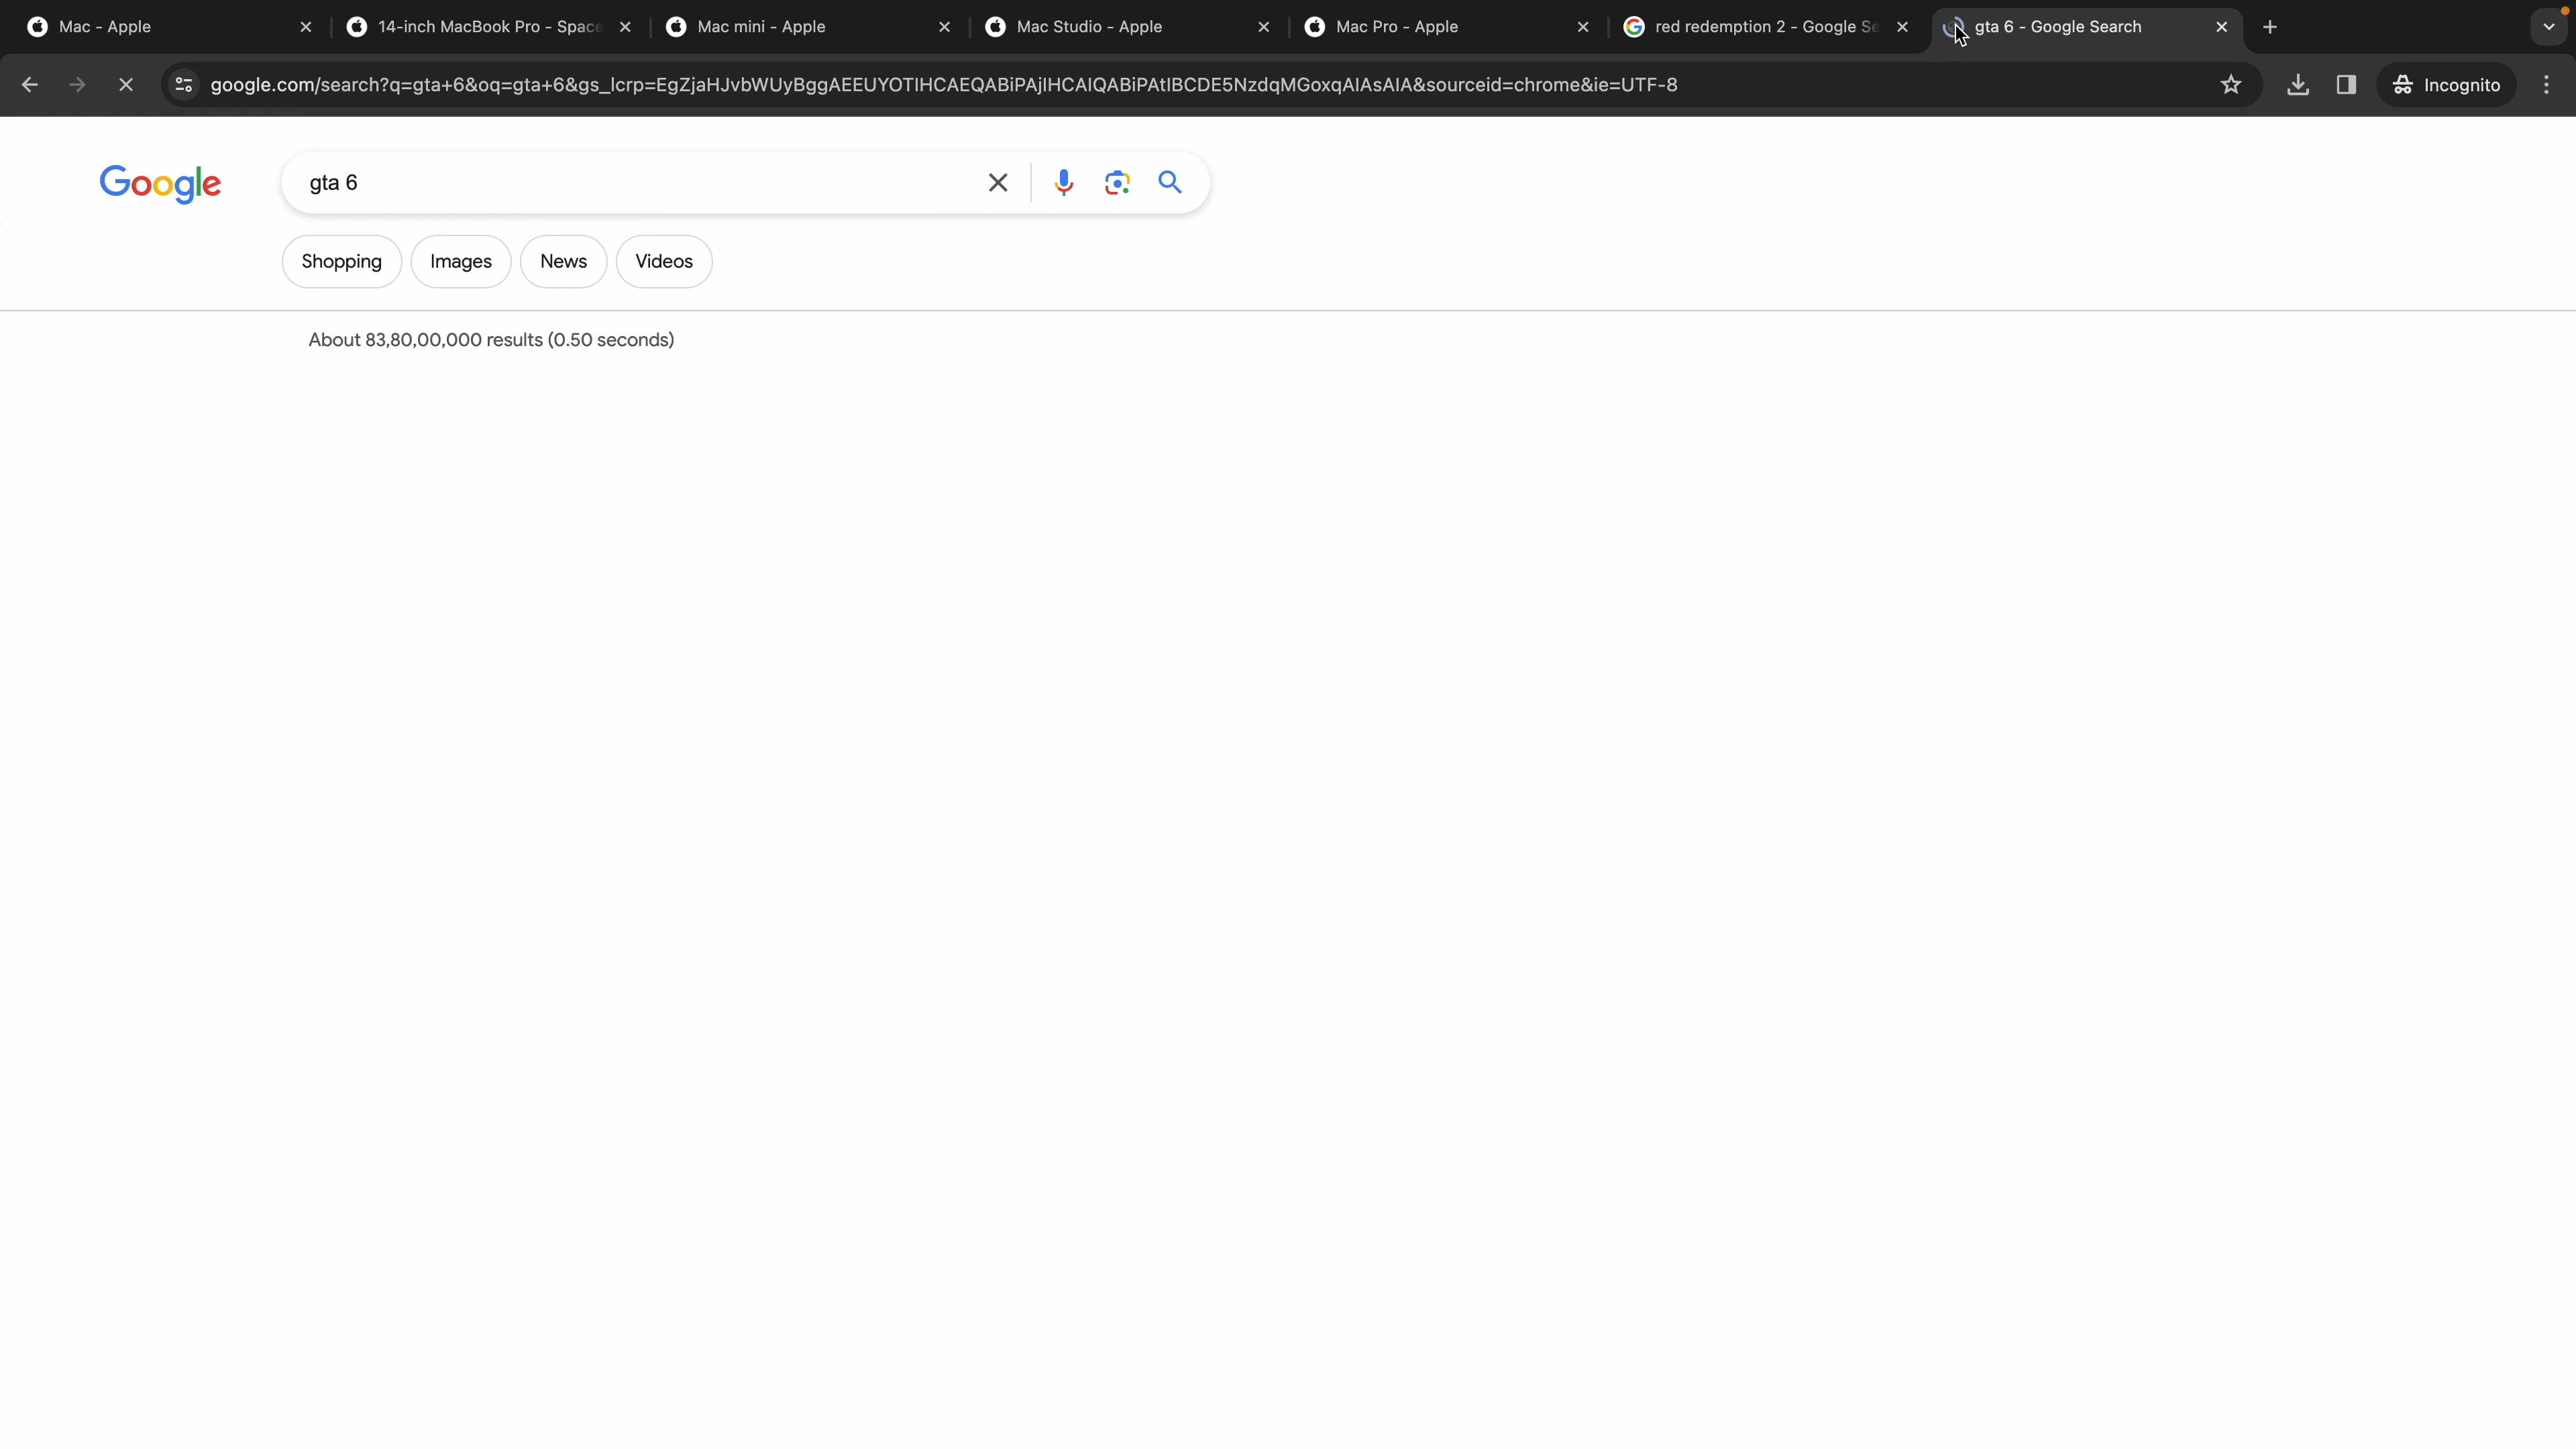 Mac - Apple
14-inch MacBook Pro - Space
Mac mini - Apple
Mac Studio - Apple
Mac Pro - Apple
red redemption 2 - Google Se
gta 6 - Google Search
google.com/search?q=gta+6&oq=gta+6&gs_lcrp=EgZjaHJvbWUyBggAEEUYOTIHCAEQABiPAjIHCAIQABiPAtIBCDE5NzdqMGoxqAIAsAIA&sourceid=chrome&ie=UTF-8
Incognito
Google
gta 6
Shopping
Images
News
Videos
About 83,80,00,000 results (0.50 seconds)